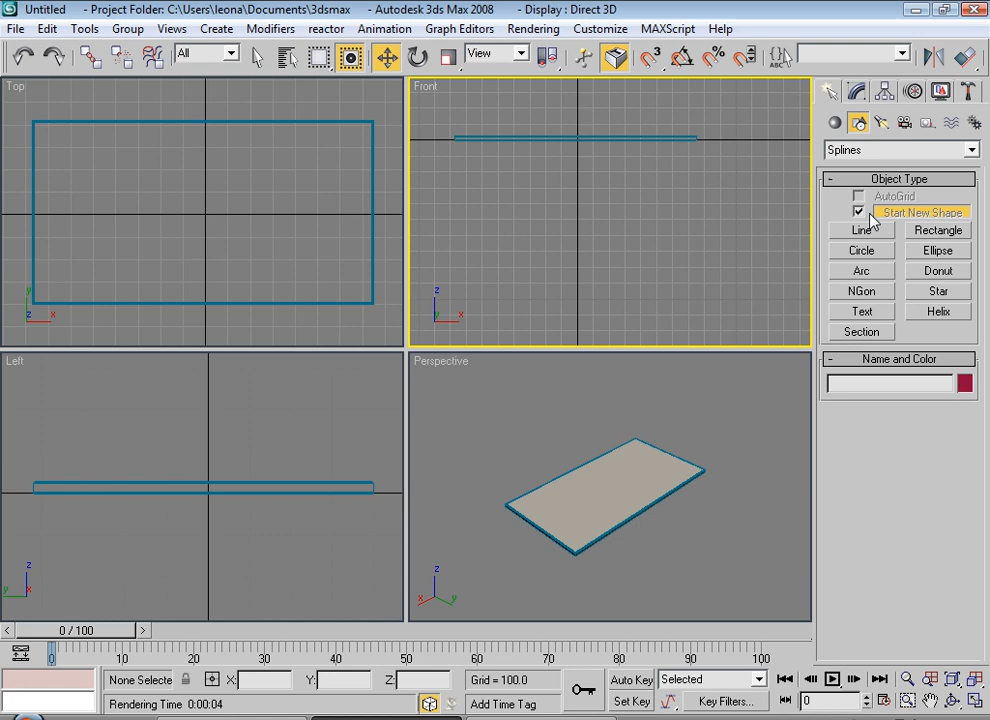 Untitled - Project Folder: C:\Users\leona\Documents\3dsmax - Autodesk 3ds Max 2008 - Display : Direct 3D
File Edit Tools Group Views Create Modifiers reactor Animation Graph Editors Rendering Customize MAXScript Help
All View
Top Front
Splines
- Object Type
AutoGrid
Start New Shape
Line Rectangle
Circle Ellipse
Arc Donut
NGon Star
Text Helix
Section
- Name and Color
y z
z x y x
Left Perspective
z z
y x x y
< 0 / 100 >
0 10 20 30 40 50 60 70 80 90 100
None Selecte X: Y: Z: Grid = 100.0 Auto Key Selected
Rendering Time 0:00:04 Add Time Tag Set Key Key Filters... 0